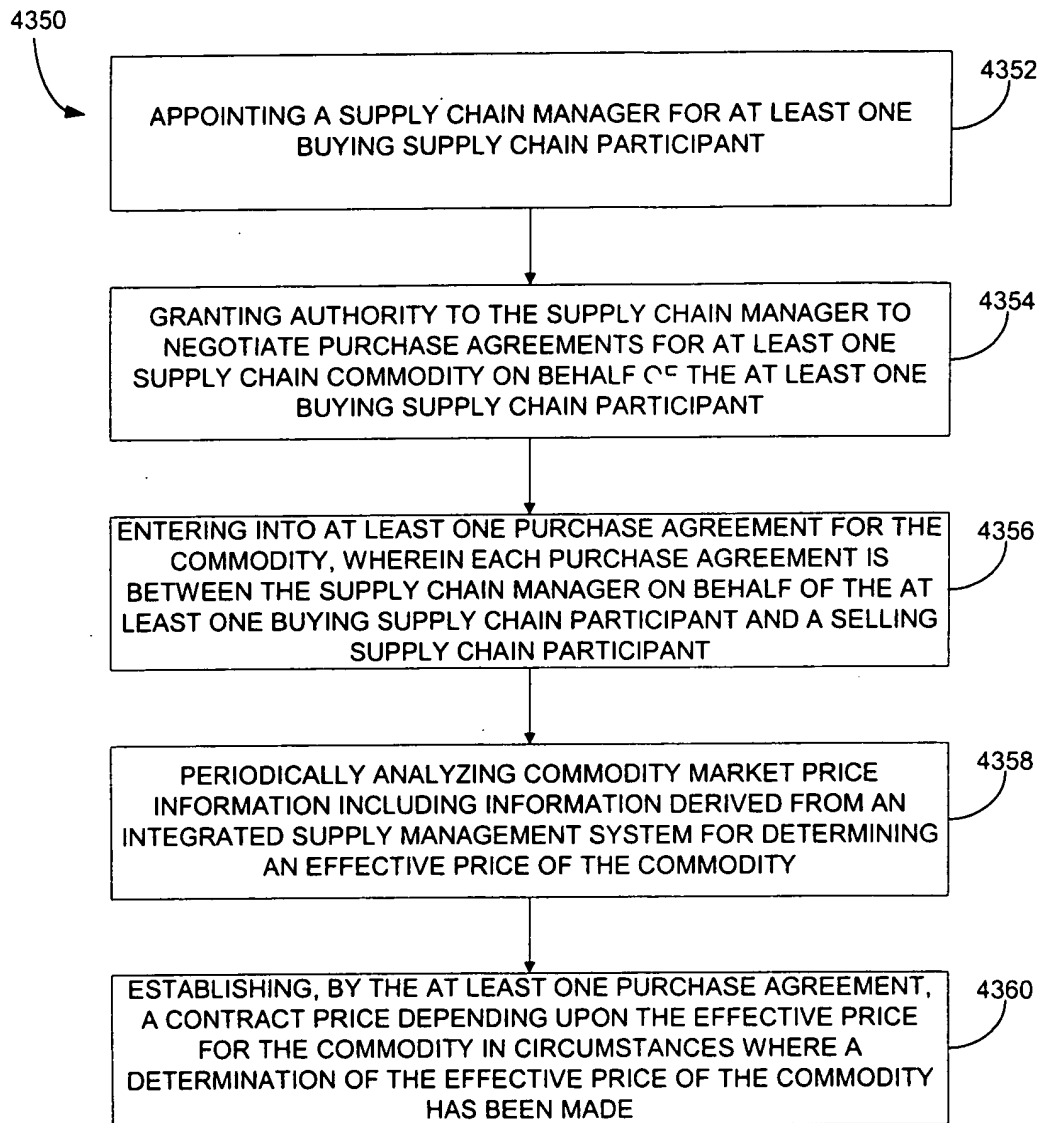 4350
4352
APPOINTING A SUPPLY CHAIN MANAGER FOR AT LEAST ONE
BUYING SUPPLY CHAIN PARTICIPANT
4354
GRANTING AUTHORITY TO THE SUPPLY CHAIN MANAGER TO
NEGOTIATE PURCHASE AGREEMENTS FOR AT LEAST ONE
SUPPLY CHAIN COMMODITY ON BEHALF OF THE AT LEAST ONE
BUYING SUPPLY CHAIN PARTICIPANT
4356
ENTERING INTO AT LEAST ONE PURCHASE AGREEMENT FOR THE
COMMODITY, WHEREIN EACH PURCHASE AGREEMENT IS
BETWEEN THE SUPPLY CHAIN MANAGER ON BEHALF OF THE AT
LEAST ONE BUYING SUPPLY CHAIN PARTICIPANT AND A SELLING
SUPPLY CHAIN PARTICIPANT
4358
PERIODICALLY ANALYZING COMMODITY MARKET PRICE
INFORMATION INCLUDING INFORMATION DERIVED FROM AN
INTEGRATED SUPPLY MANAGEMENT SYSTEM FOR DETERMINING
AN EFFECTIVE PRICE OF THE COMMODITY
4360
ESTABLISHING, BY THE AT LEAST ONE PURCHASE AGREEMENT,
A CONTRACT PRICE DEPENDING UPON THE EFFECTIVE PRICE
FOR THE COMMODITY IN CIRCUMSTANCES WHERE A
DETERMINATION OF THE EFFECTIVE PRICE OF THE COMMODITY
HAS BEEN MADE